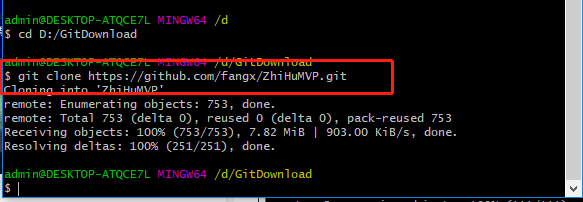 admin@DESKTOP-ATQCE7L MINGW64 /d
$ cd D:/GitDownload
admin@DESKTOP-ATQCE7L MINGW64 /d/GitDownload
$ git clone https://github.com/fangx/ZhiHuMVP.git
Cloning into 'ZhiHuMVP'...
remote: Enumerating objects: 753, done.
remote: Total 753 (delta 0), reused 0 (delta 0), pack-reused 753
Receiving objects: 100% (753/753), 7.82 MiB | 903.00 KiB/s, done.
Resolving deltas: 100% (251/251), done.
admin@DESKTOP-ATQCE7L MINGW64 /d/GitDownload
$